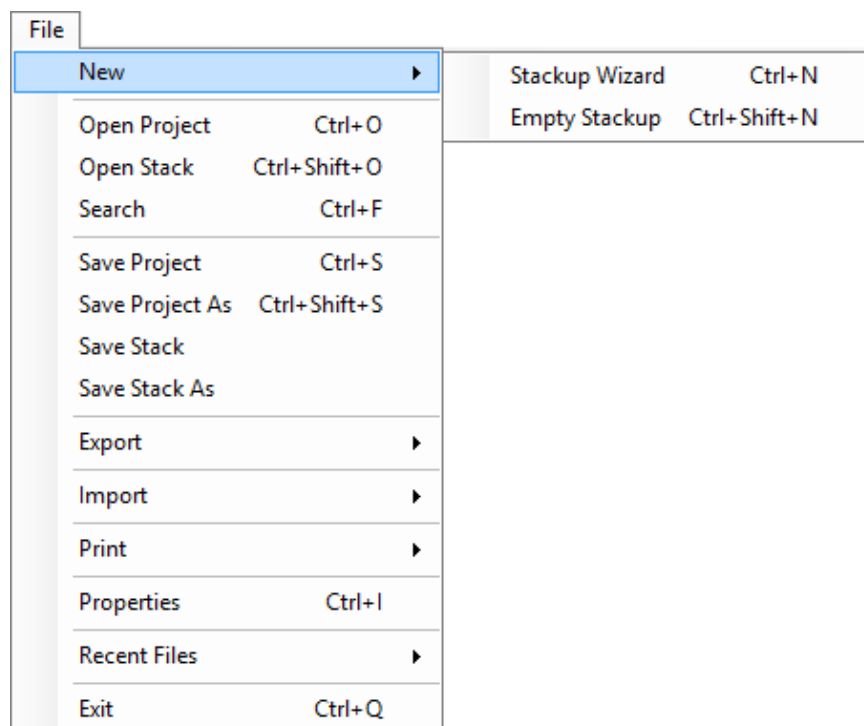 File
New
Stackup Wizard Ctrl+N
Empty Stackup Ctrl+Shift+N
Open Project Ctrl+O
Open Stack Ctrl+Shift+O
Search Ctrl+F
Save Project Ctrl+S
Save Project As Ctrl+Shift+S
Save Stack
Save Stack As
Export
Import
Print
Properties Ctrl+I
Recent Files
Exit Ctrl+Q